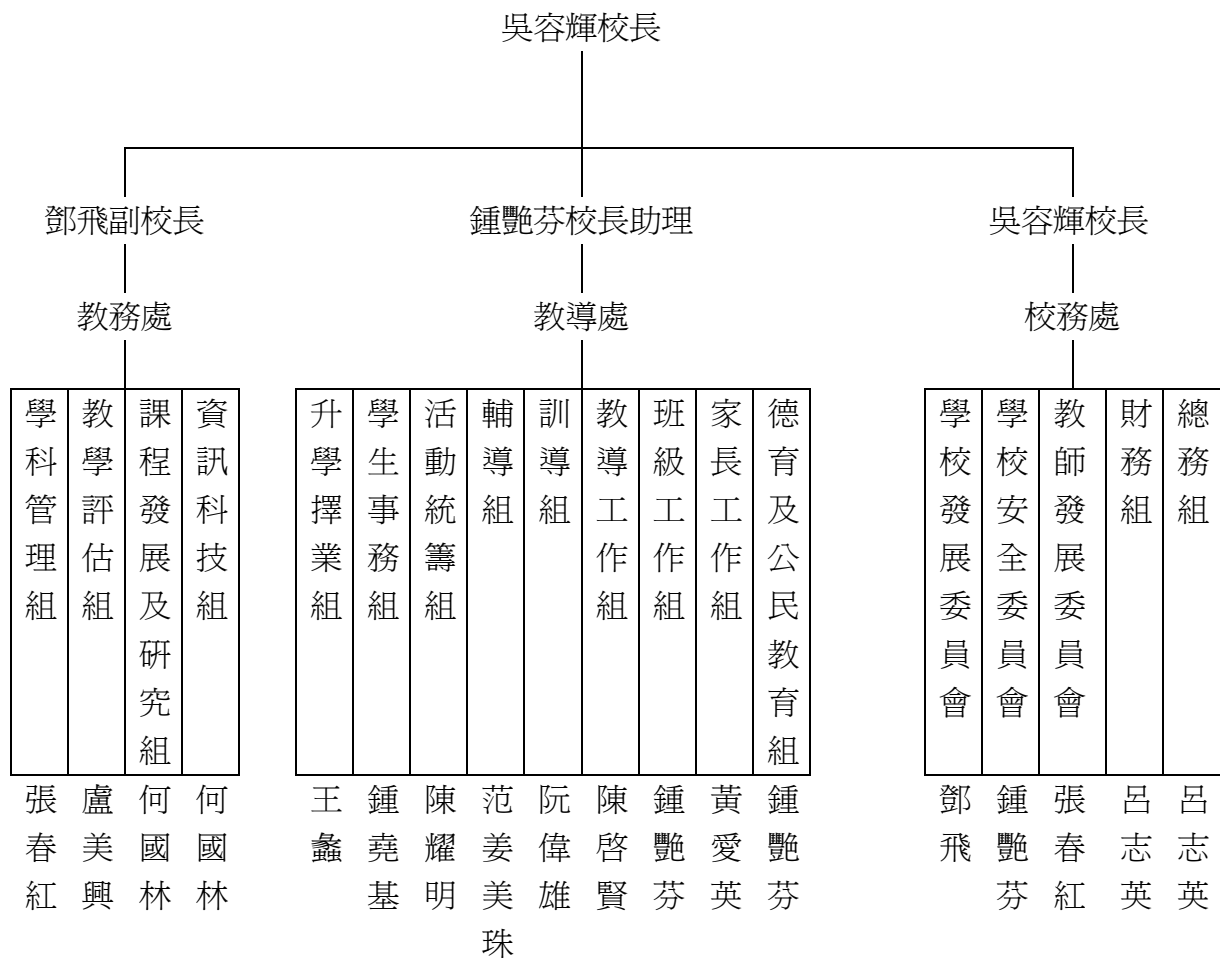 吳容輝校長
鄧飛副校長
鍾艷芬校長助理
吳容輝校長
教務處
教導處
校務處
學科管理組
教學評估組
課程發展及研究組
資訊科技組
升學擇業組
學生事務組
活動統籌組
輔導組
訓導組
教導工作組
班級工作組
家長工作組
德育及公民教育組
學校發展委員會
學校安全委員會
教師發展委員會
財務組
總務組
張春紅
盧美興
何國林
何國林
王蠡
鍾堯基
陳耀明
范姜美珠
阮偉雄
陳啓賢
鍾艷芬
黃愛英
鍾艷芬
鄧飛
鍾艷芬
張春紅
呂志英
呂志英